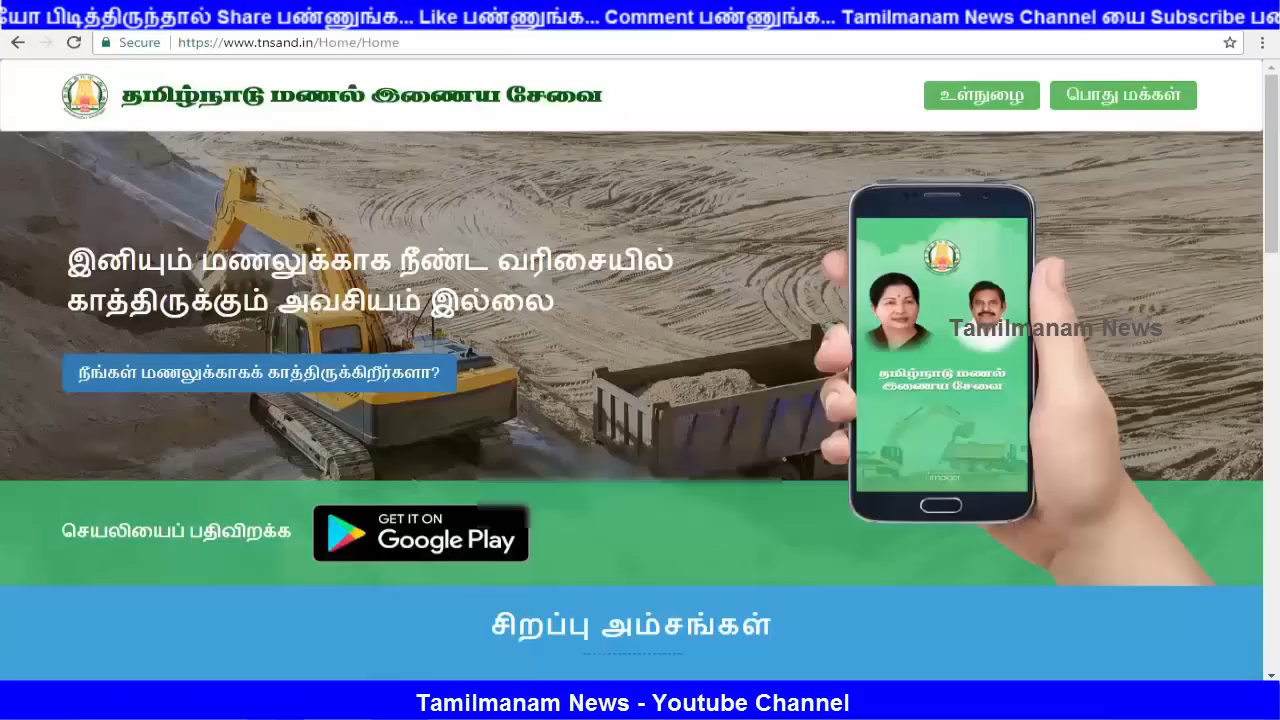 யோ பிடித்திருந்தால் Share பண்ணுங்க... Like பண்ணுங்க... Comment பண்ணுங்க... Tamilmanam News Channel யை Subscribe
Secure https://www.tnsand.in/Home/Home
தமிழ்நாடு மணல் இணைய சேவை
உள்நுழை
பொது மக்கள்
இனியும் மணலுக்காக நீண்ட வரிசையில்
காத்திருக்கும் அவசியம் இல்லை
நீங்கள் மணலுக்காகக் காத்திருக்கிறீர்களா?
Tamilmanam News
தமிழ்நாடு மணல்
இணைய சேவை
செயலியைப் பதிவிறக்க
GET IT ON
Google Play
சிறப்பு அம்சங்கள்
Tamilmanam News - Youtube Channel